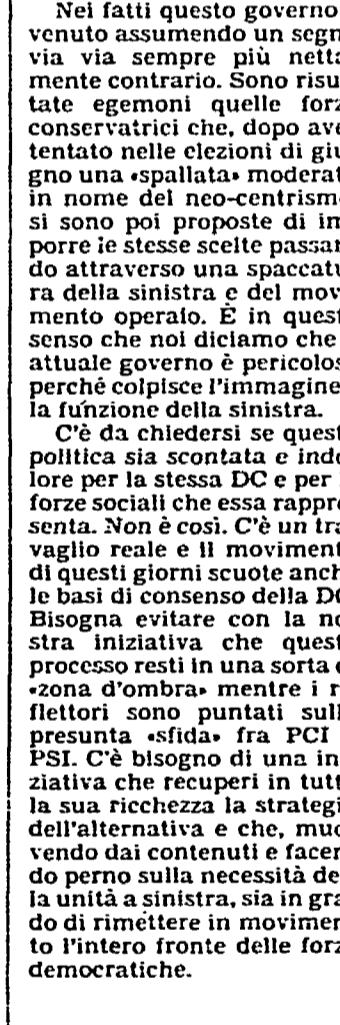 Nei fatti questo governo
venuto assumendo un segn
via via sempre più netta
mente contrario. Sono risu
tate egemoni quelle forz
conservatrici che, dopo ave
tentato nelle elezioni di giu
gno una «spallata» moderat
in nome del neo-centrism
si sono poi proposte di im
porre le stesse scelte passan
do attraverso una spaccatu
ra della sinistra e del mov
mento operaio. È in quest
senso che noi diciamo che
attuale governo è pericolos
perché colpisce l'immagine
la funzione della sinistra.
C'è da chiedersi se quest
politica sia scontata e indo
lore per la stessa DC e per
forze sociali che essa rappre
senta. Non è così. C'è un tra
vaglio reale e il moviment
di questi giorni scuote anch
le basi di consenso della DC
Bisogna evitare con la no
stra iniziativa che quest
processo resti in una sorta d
«zona d'ombra» mentre i r
flettori sono puntati sull
presunta «sfida» fra PCI
PSI. C'è bisogno di una in
ziativa che recuperi in tutt
la sua ricchezza la strategi
dell'alternativa e che, muo
vendo dai contenuti e facen
do perno sulla necessità de
la unità a sinistra, sia in gra
do di rimettere in movimen
to l'intero fronte delle forz
democratiche.